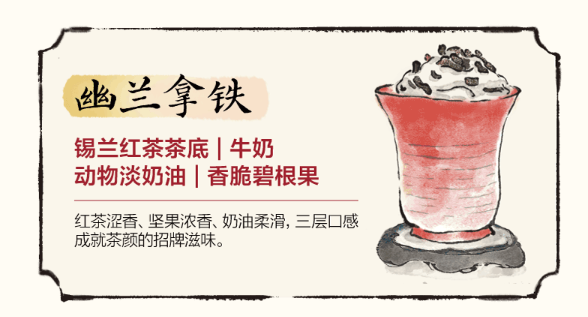 幽兰拿铁
锡兰红茶茶底 | 牛奶
动物淡奶油 | 香脆碧根果
红茶涩香、坚果浓香、奶油柔滑，三层口感
成就茶颜的招牌滋味。